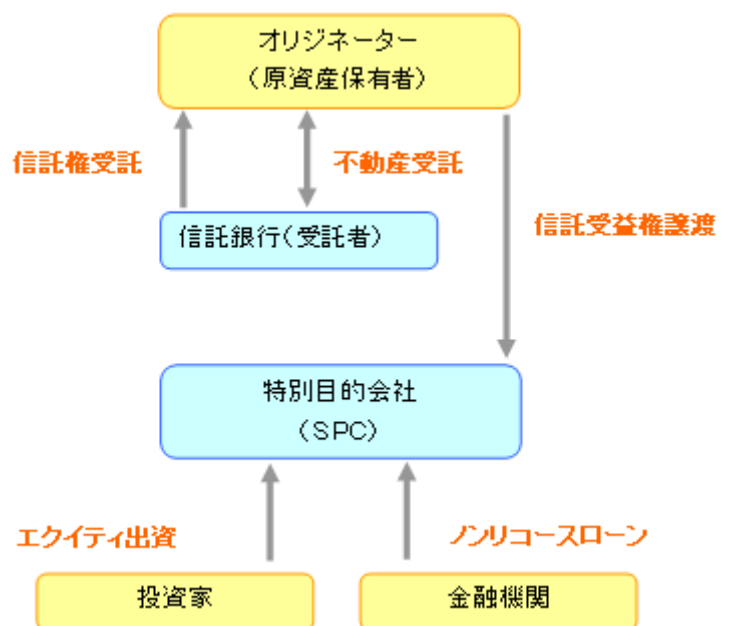 オリジネーター
（原資産保有者）
信託権受託
不動産受託
信託銀行（受託者）
信託受益権譲渡
特別目的会社
（ＳＰＣ）
エクイティ出資
ノンリコースローン
投資家
金融機関